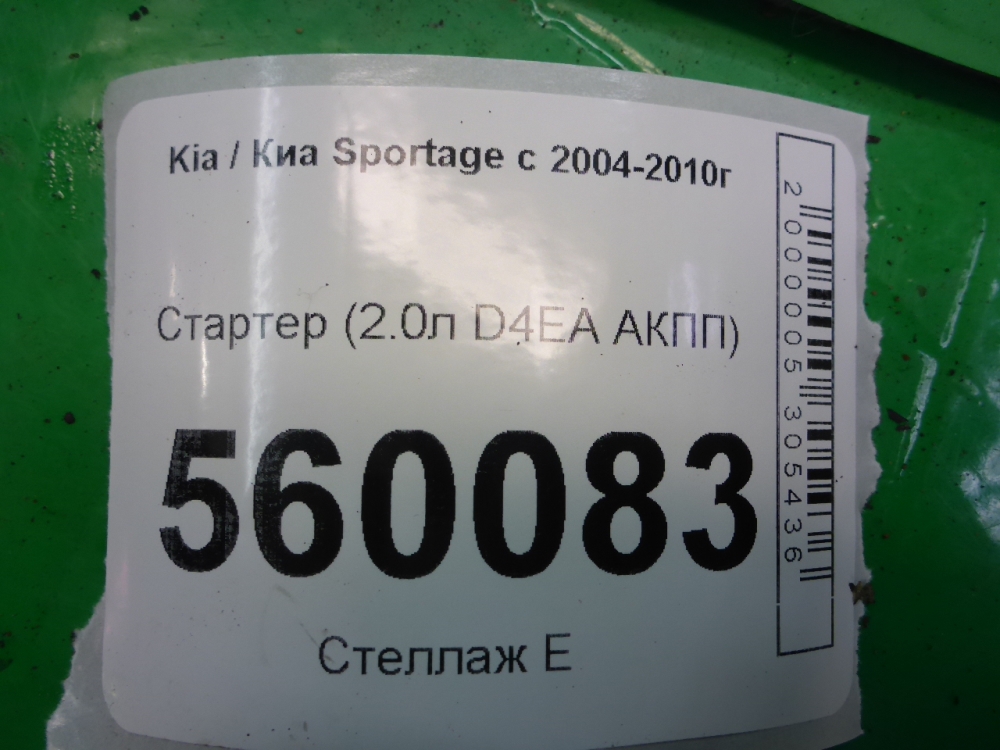 Kia / Киа Sportage с 2004-2010г
Стартер (2.0л D4EA АКПП)
560083
Стеллаж Е
2000005305436